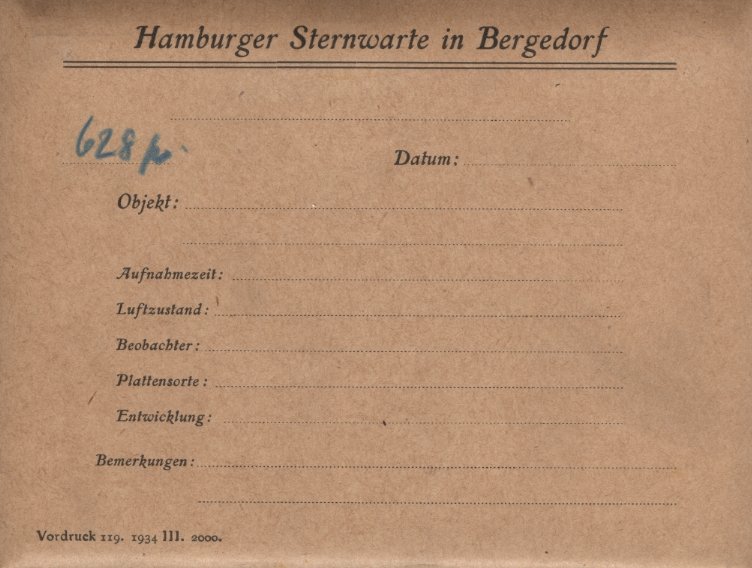 Hamburger Sternwarte in Bergedorf
628
Datum:
Objekt:
Aufnahmezeit:
Luftzustand:
Beobachter:
Plattensorte:
Entwicklung:
Bemerkungen:
Vordruck 119. 1934 III. 2000.